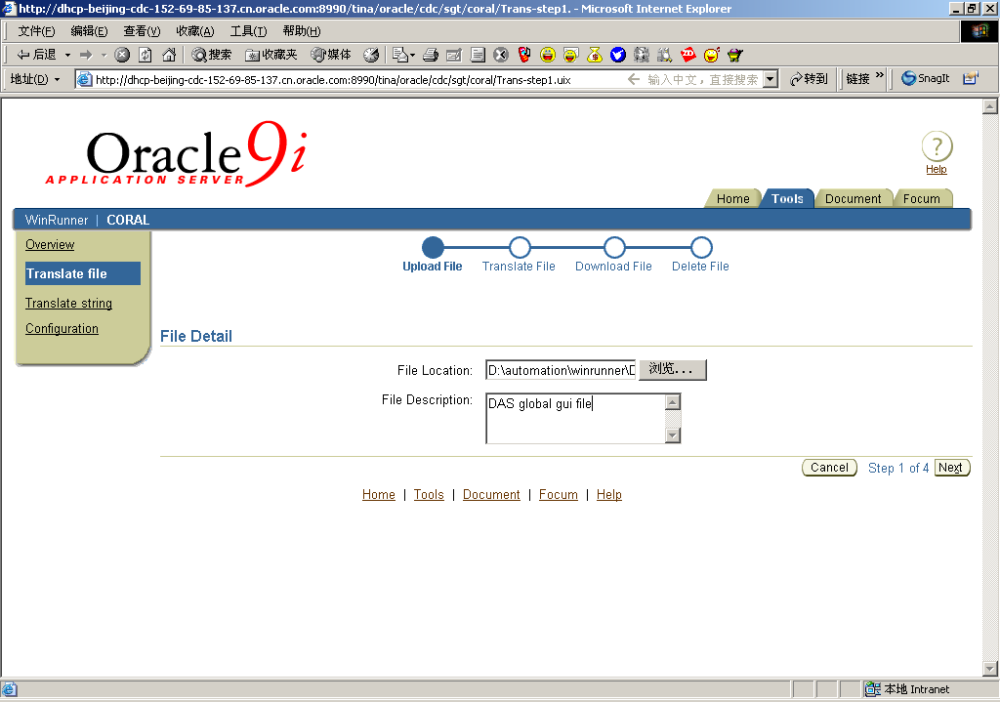 http://dhcp-beijing-cdc-152-69-85-137.cn.oracle.com:8990/tina/oracle/cdc/sgt/coral/Trans-step1. - Microsoft Internet Explorer
文件(F) 编辑(E) 查看(V) 收藏(A) 工具(T) 帮助(H)
后退 搜索 收藏夹 媒体
地址(D) http://dhcp-beijing-cdc-152-69-85-137.cn.oracle.com:8990/tina/oracle/cdc/sgt/coral/Trans-step1.uix 输入中文，直接搜索 转到 链接 » SnagIt
ORACLE 9i
APPLICATION SERVER
?
Help
Home Tools Document Focum
WinRunner | CORAL
Overview
Translate file
Translate string
Configuration
Upload File Translate File Download File Delete File
File Detail
File Location: D:\automation\winrunner\D 浏览...
File Description: DAS global gui file
Cancel Step 1 of 4 Next
Home | Tools | Document | Focum | Help
本地 Intranet